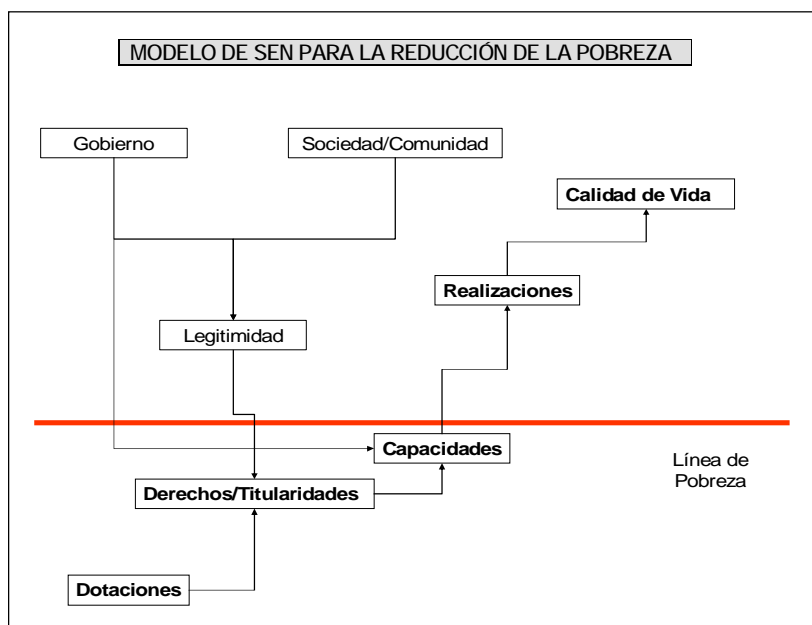 MODELO DE SEN PARA LA REDUCCIÓN DE LA POBREZA
Gobierno
Sociedad/Comunidad
Calidad de Vida
Realizaciones
Legitimidad
Capacidades
Línea de
Pobreza
Derechos/Titularidades
Dotaciones